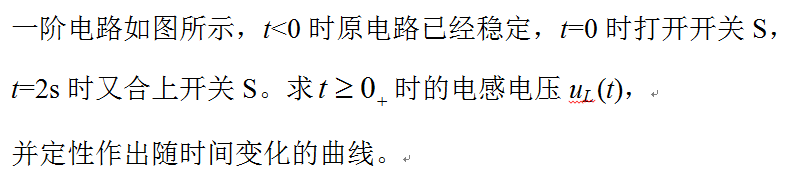 一阶电路如图所示，t<0 时原电路已经稳定，t=0 时打开开关 S，
t=2s 时又合上开关 S。求 t ≥ 0₊ 时的电感电压 u_L(t)，
并定性作出随时间变化的曲线。